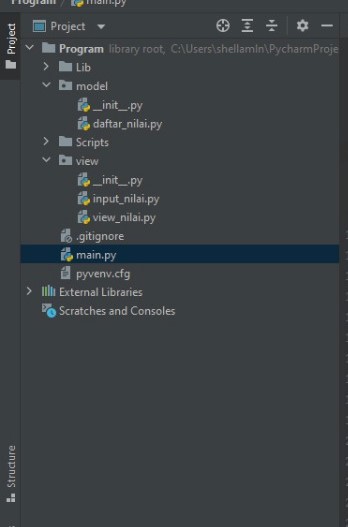 Program / main.py
Project
Project
Program library root, C:\Users\shellamln\PycharmProje
Lib
model
__init__.py
daftar_nilai.py
Scripts
view
__init__.py
input_nilai.py
view_nilai.py
.gitignore
main.py
pyvenv.cfg
External Libraries
Scratches and Consoles
Structure